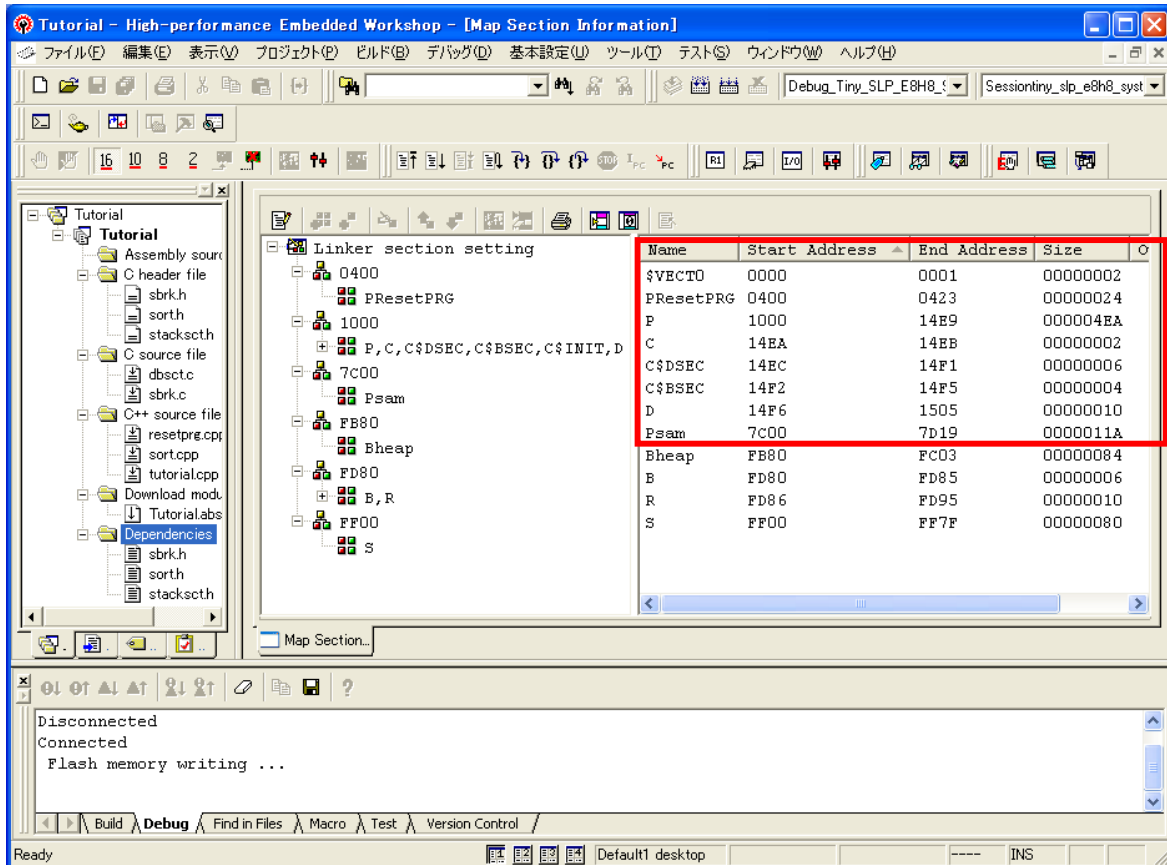 Tutorial - High-performance Embedded Workshop - [Map Section Information]
ファイル(F) 編集(E) 表示(V) プロジェクト(P) ビルド(B) デバッグ(D) 基本設定(U) ツール(T) テスト(S) ウィンドウ(W) ヘルプ(H)
Debug_Tiny_SLP_E8H8_ Sessiontiny_slp_e8h8_syst
16 10 8 2 STOP PC PC R1 I/O
Tutorial
Tutorial
Assembly sourc
C header file
sbrk.h
sort.h
stacksct.h
C source file
dbsct.c
sbrk.c
C++ source file
resetprg.cpp
sort.cpp
tutorial.cpp
Download modu
Tutorial.abs
Dependencies
sbrk.h
sort.h
stacksct.h
Linker section setting
0400
PResetPRG
1000
P,C,C$DSEC,C$BSEC,C$INIT,D
7C00
Psam
FB80
Bheap
FD80
B,R
FF00
S
Name Start Address End Address Size
$VECT0 0000 0001 00000002
PResetPRG 0400 0423 00000024
P 1000 14E9 000004EA
C 14EA 14EB 00000002
C$DSEC 14EC 14F1 00000006
C$BSEC 14F2 14F5 00000004
D 14F6 1505 00000010
Psam 7C00 7D19 0000011A
Bheap FB80 FC03 00000084
B FD80 FD85 00000006
R FD86 FD95 00000010
S FF00 FF7F 00000080
Map Section...
Disconnected
Connected
Flash memory writing ...
Build Debug Find in Files Macro Test Version Control
Ready Default1 desktop ---- INS